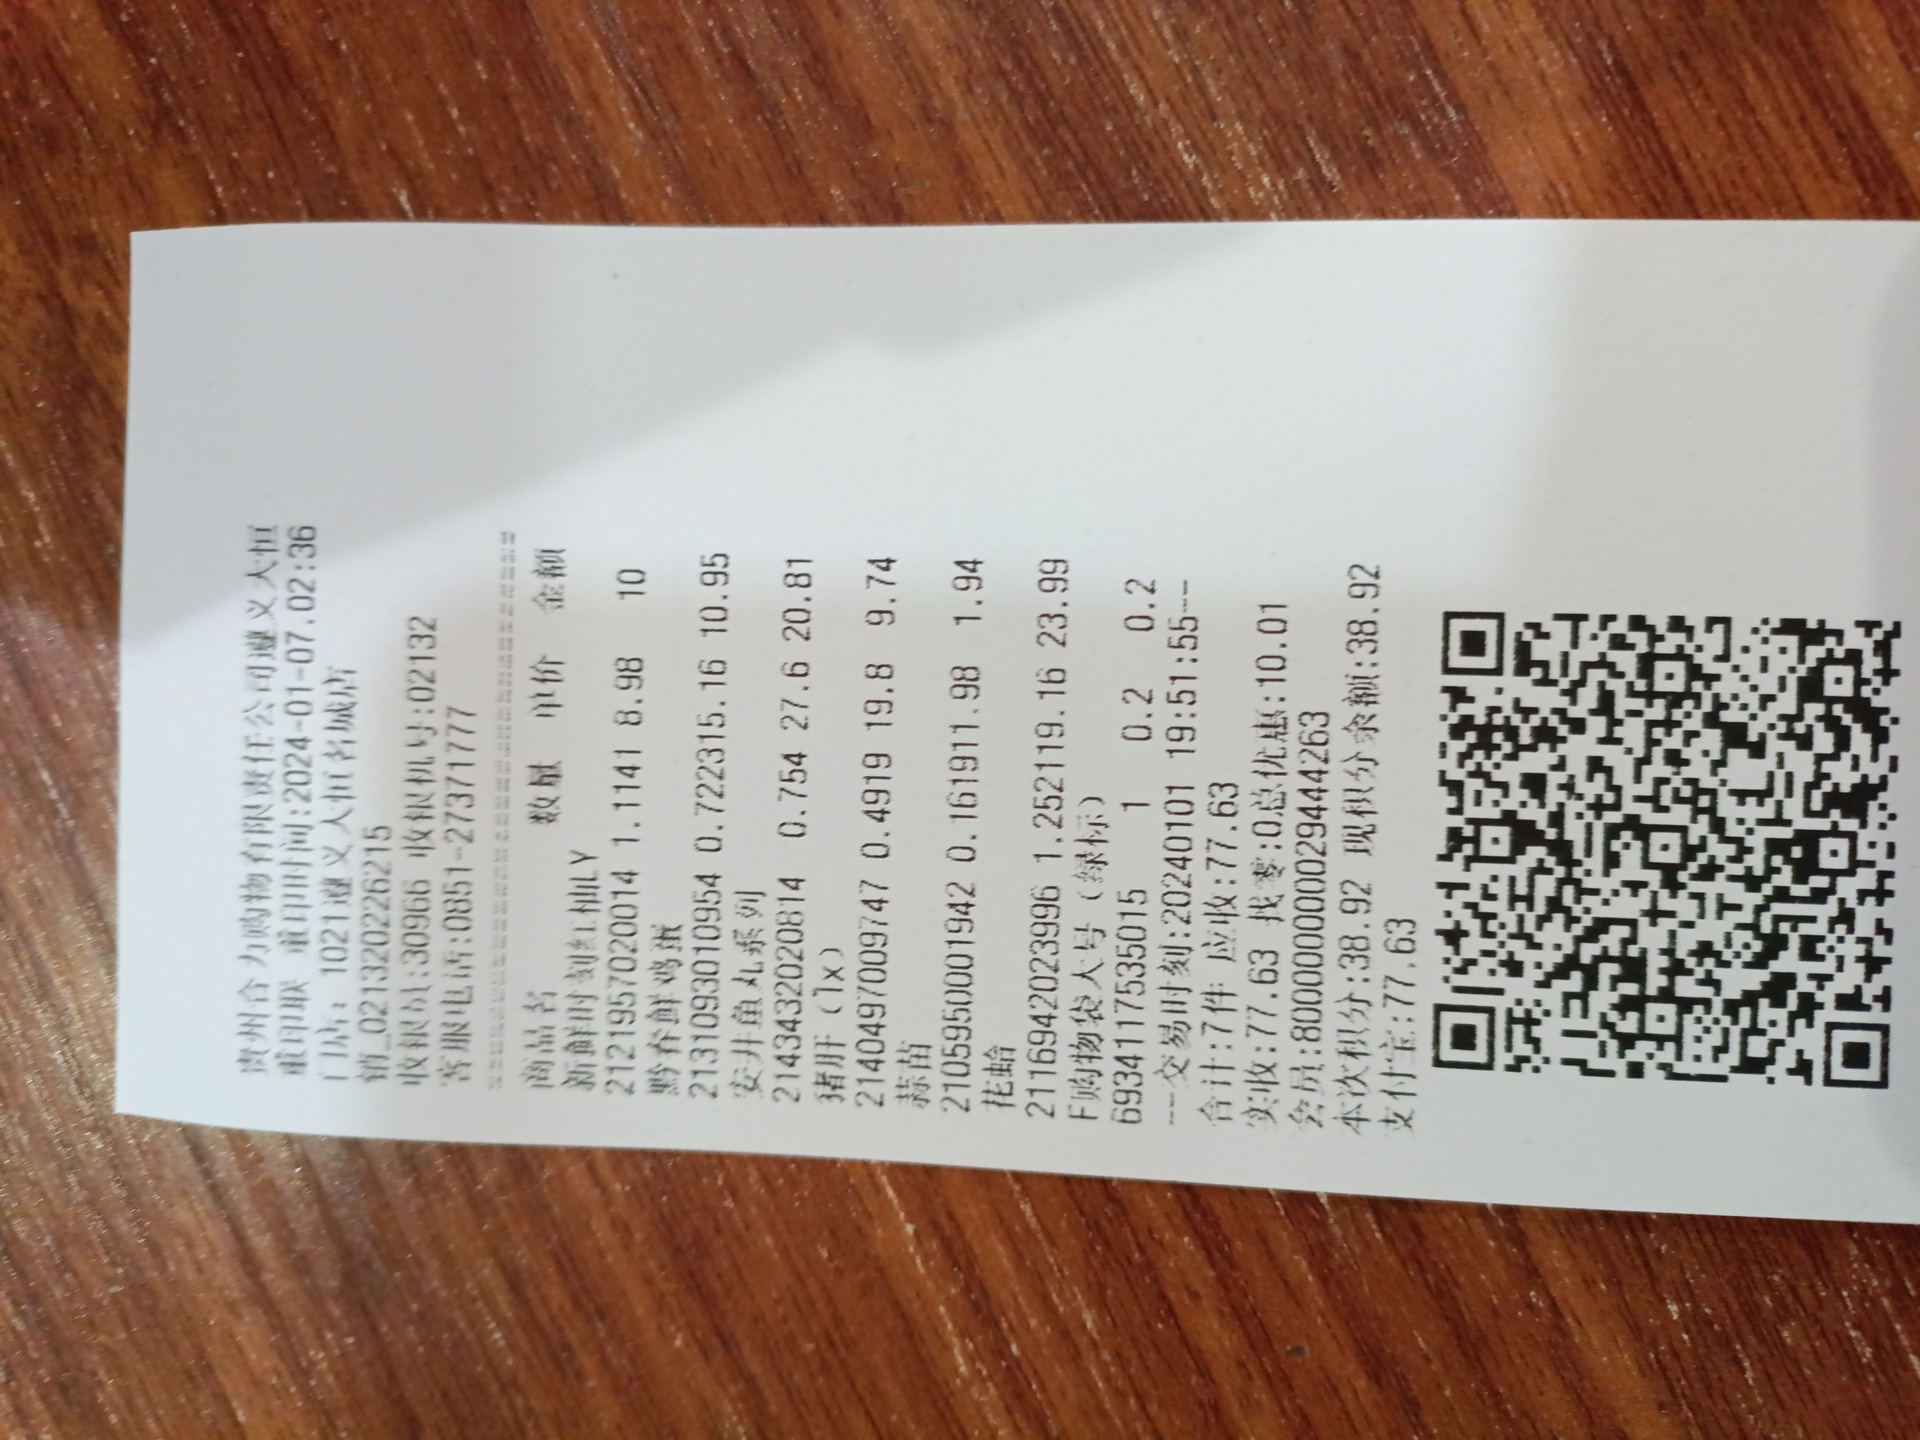 贵州合力购物有限责任公司遵义大恒
重印联 重印时间:2024-01-07.02:36
门店: 1021遵义大恒名城店
销_021320226215
收银员:30966 收银机号:02132
客服电话:0851-27371777
================================
商品名 数量 单价 金额
新鲜时刻红柚LY
2121957020014 1.1141 8.98 10
黔春鲜鸡蛋
2131093010954 0.722315.16 10.95
安井鱼丸系列
2143432020814 0.754 27.6 20.81
猪肝(lx)
2140497009747 0.4919 19.8 9.74
蒜苗
2105950001942 0.161911.98 1.94
花蛤
2116942023996 1.252119.16 23.99
F购物袋大号(绿标)
6934117535015 1 0.2 0.2
---交易时刻:20240101 19:51:55---
合计:7件 应收:77.63
实收:77.63 找零:0总优惠:10.01
会员:8000000000294442​63
本次积分:38.92 现积分余额:38.92
支付宝:77.63